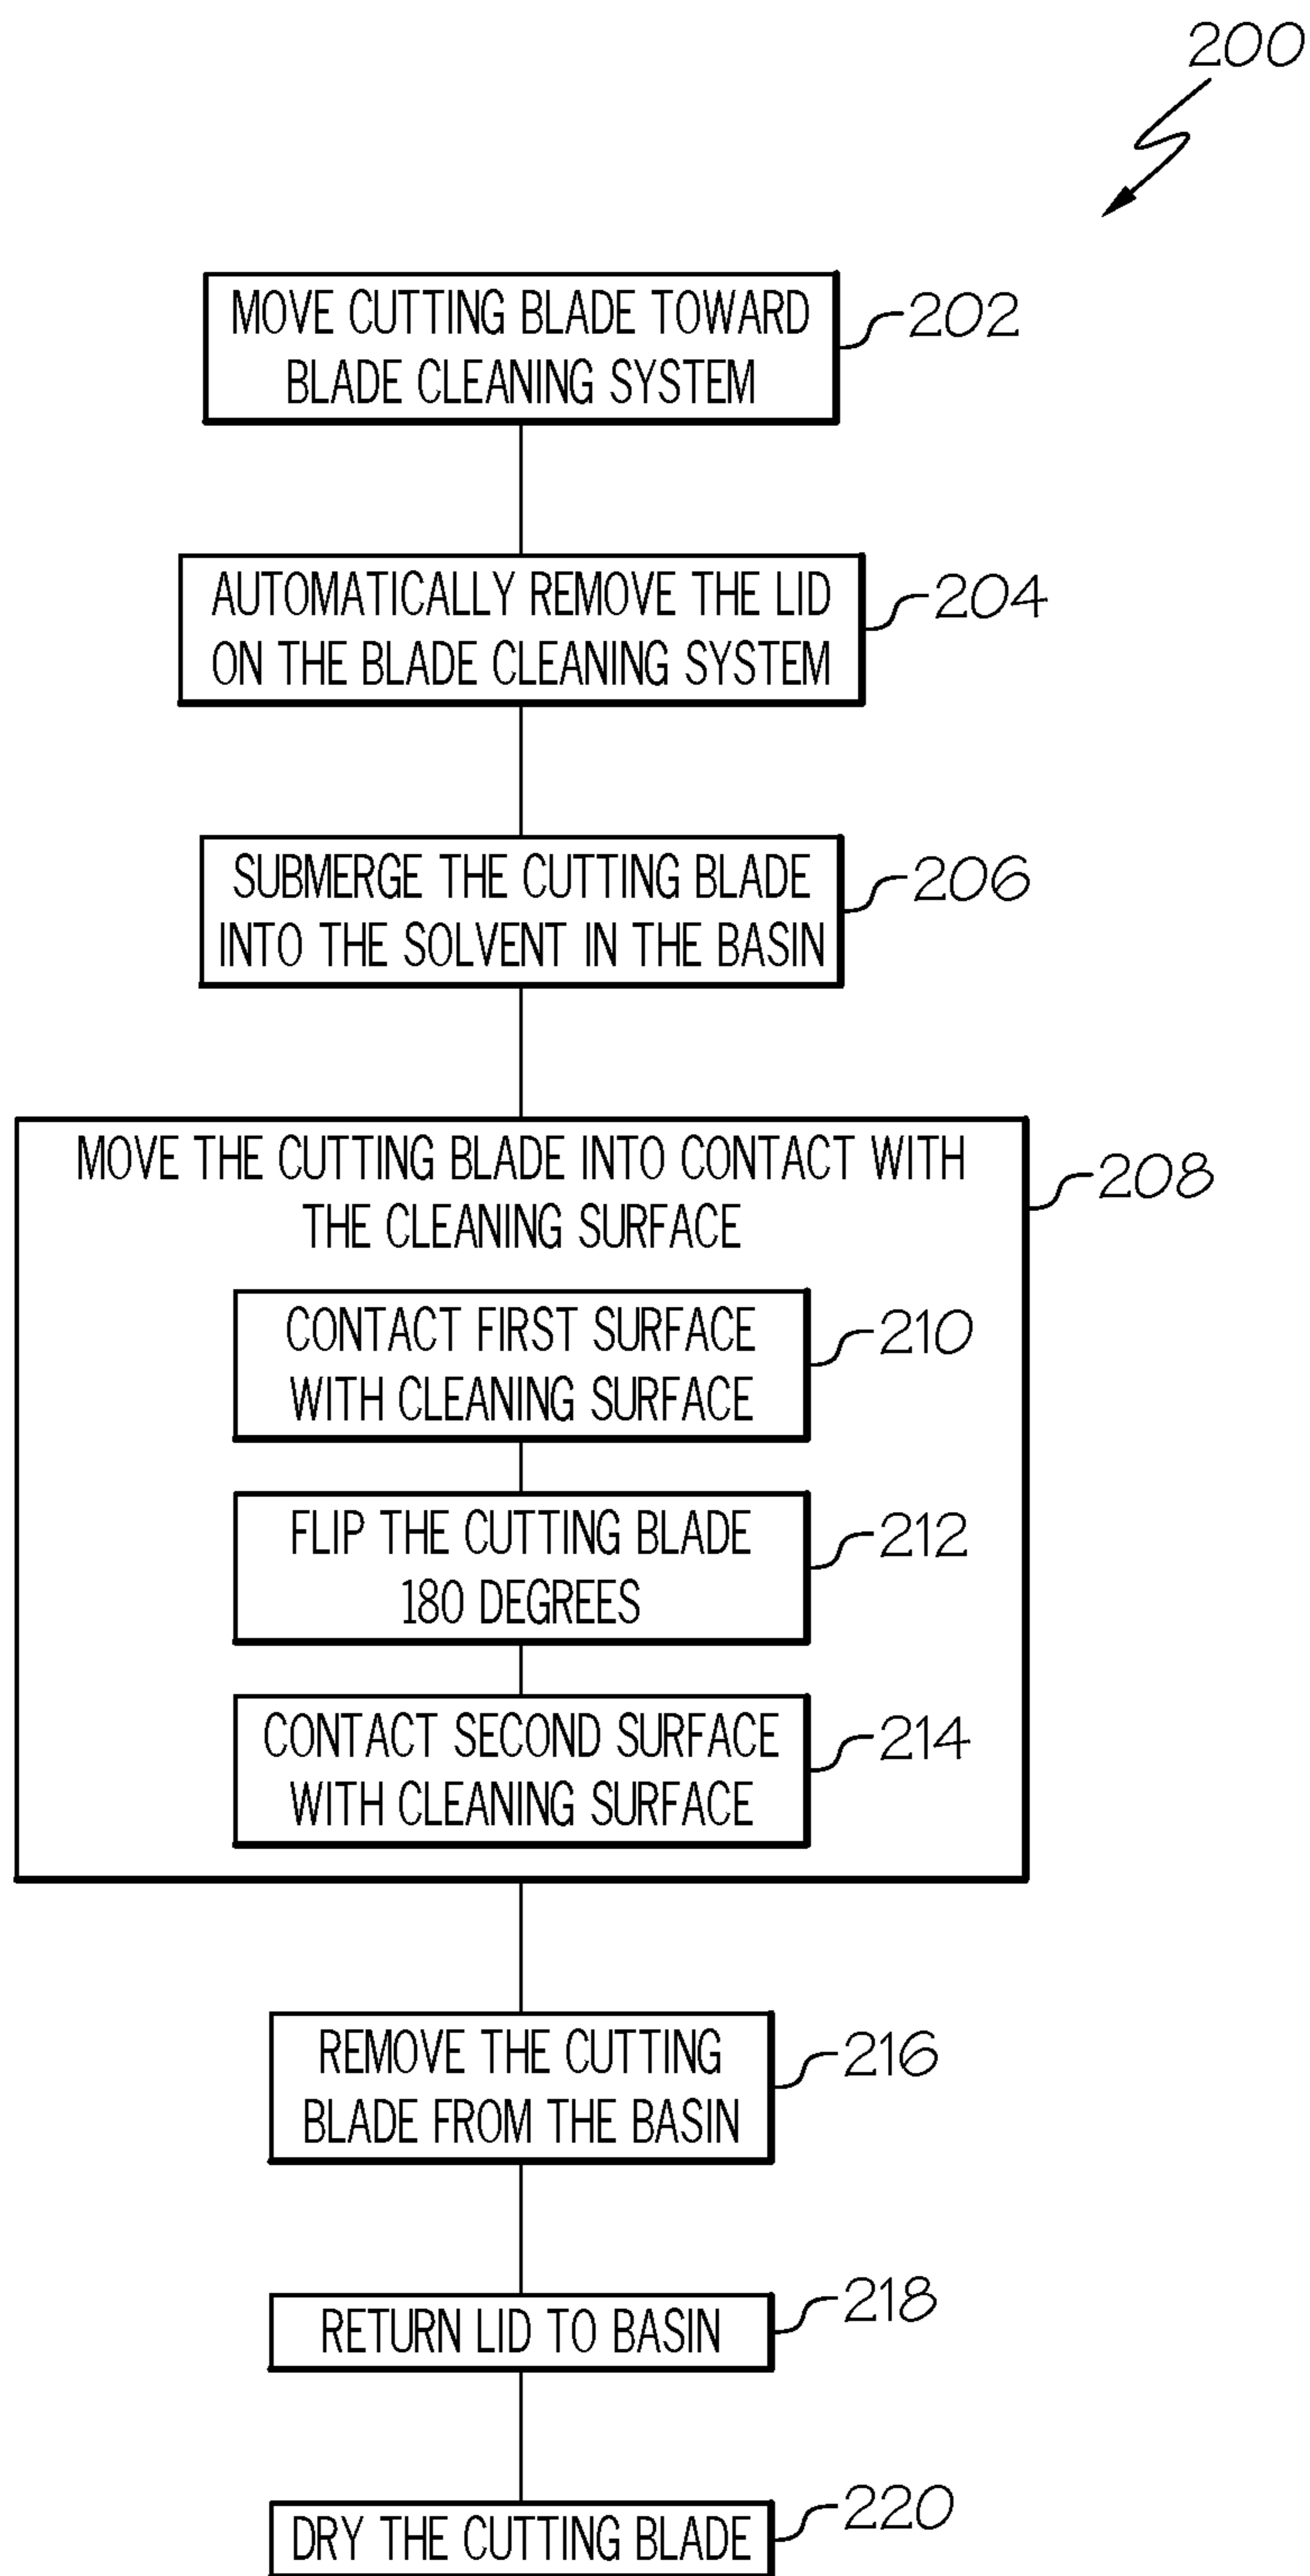 200
MOVE CUTTING BLADE TOWARD
BLADE CLEANING SYSTEM
202
AUTOMATICALLY REMOVE THE LID
ON THE BLADE CLEANING SYSTEM
204
SUBMERGE THE CUTTING BLADE
INTO THE SOLVENT IN THE BASIN
206
MOVE THE CUTTING BLADE INTO CONTACT WITH
THE CLEANING SURFACE
208
CONTACT FIRST SURFACE
WITH CLEANING SURFACE
210
FLIP THE CUTTING BLADE
180 DEGREES
212
CONTACT SECOND SURFACE
WITH CLEANING SURFACE
214
REMOVE THE CUTTING
BLADE FROM THE BASIN
216
RETURN LID TO BASIN
218
DRY THE CUTTING BLADE
220